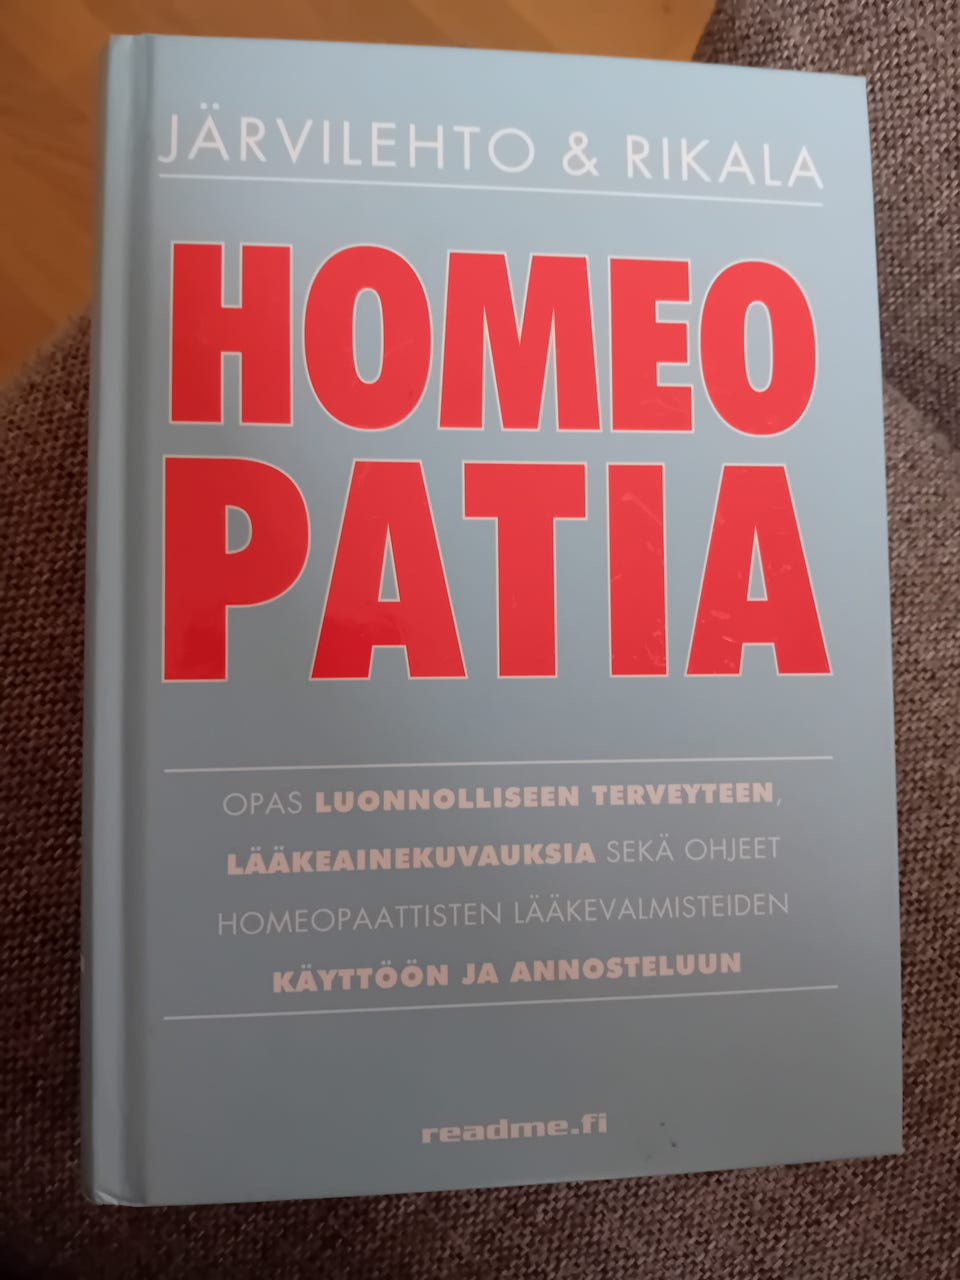 JÄRVILEHTO & RIKALA
HOMEO
PATIA
OPAS LUONNOLLISEEN TERVEYTEEN,
LÄÄKEAINEKUVAUKSIA SEKÄ OHJEET
HOMEOPAATTISTEN LÄÄKEVALMISTEIDEN
KÄYTTÖÖN JA ANNOSTELUUN
readme.fi